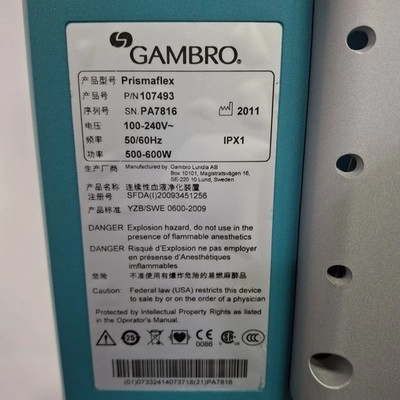 GAMBRO®
产品型号 Prismaflex
P/N 107493
序列号 SN. PA7816 2011
电压 100-240V~
频率 50/60Hz IPX1
功率 500-600W
生产厂商 Manufactured by: Gambro Lundia AB
Box 10101, Magistratsvägen 16,
SE-220 10 Lund, Sweden
产品名称 连续性血液净化装置
注册号 SFDA(I)20093451256
产品标准 YZB/SWE 0600-2009
DANGER Explosion hazard, do not use in the
presence of flammable anesthetics
DANGER Risqué d'Explosion ne pas employer
en présense d'Anesthétiques
imflammables
危险 不准使用有爆炸危险的易燃麻醉品
Caution: Federal law (USA) restricts this device
to sale by or on the order of a physician
Protected by Intellectual Property Rights as listed
in the Operator's Manual.
25 0086
(01)07332414073718(21)PA7816